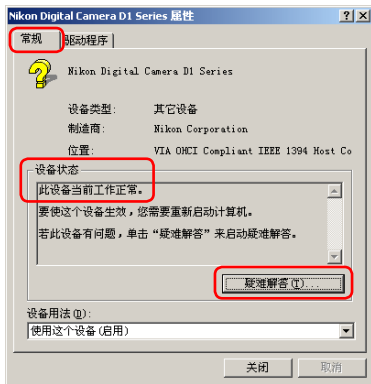 Nikon Digital Camera D1 Series 属性
常规 驱动程序
Nikon Digital Camera D1 Series
设备类型: 其它设备
制造商: Nikon Corporation
位置: VIA OHCI Compliant IEEE 1394 Host Co
设备状态
此设备当前工作正常。
要使这个设备生效，您需要重新启动计算机。
若此设备有问题，单击“疑难解答”来启动疑难解答。
疑难解答(T)...
设备用法(D):
使用这个设备(启用)
关闭 取消